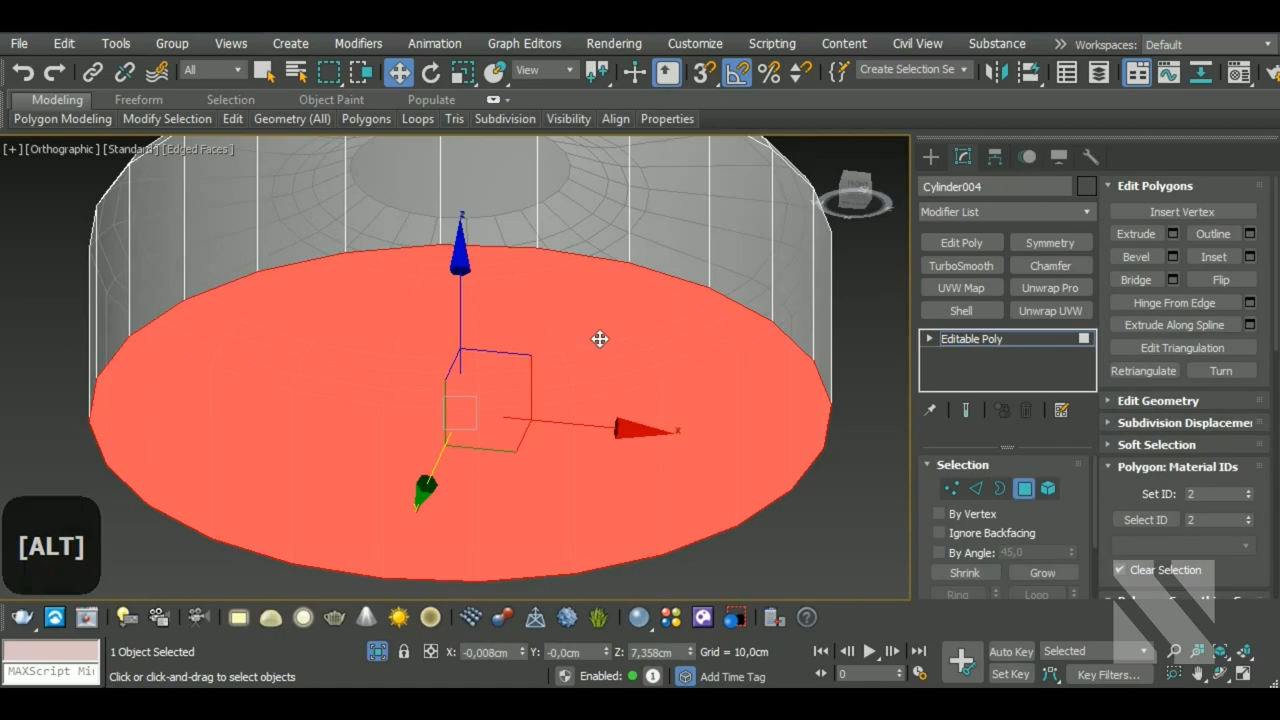 File Edit Tools Group Views Create Modifiers Animation Graph Editors Rendering Customize Scripting Content Civil View Substance Workspaces: Default
All View Create Selection Se
Modeling Freeform Selection Object Paint Populate
Polygon Modeling Modify Selection Edit Geometry (All) Polygons Loops Tris Subdivision Visibility Align Properties
[+] [Orthographic] [Standard] [Edged Faces]
Cylinder004
Modifier List
Edit Poly Symmetry
TurboSmooth Chamfer
UVW Map Unwrap Pro
Shell Unwrap UVW
Editable Poly
Selection
By Vertex
Ignore Backfacing
By Angle: 45,0
Shrink Grow
Ring Loop
Edit Polygons
Insert Vertex
Extrude Outline
Bevel Inset
Bridge Flip
Hinge From Edge
Extrude Along Spline
Edit Triangulation
Retriangulate Turn
Edit Geometry
Subdivision Displaceme
Soft Selection
Polygon: Material IDs
Set ID: 2
Select ID 2
Clear Selection
z
x
[ALT]
1 Object Selected X: -0,008cm Y: -0,0cm Z: 7,358cm Grid = 10,0cm Auto Key Selected
MAXScript Mi Click or click-and-drag to select objects Enabled: 1 Add Time Tag 0 Set Key Key Filters...